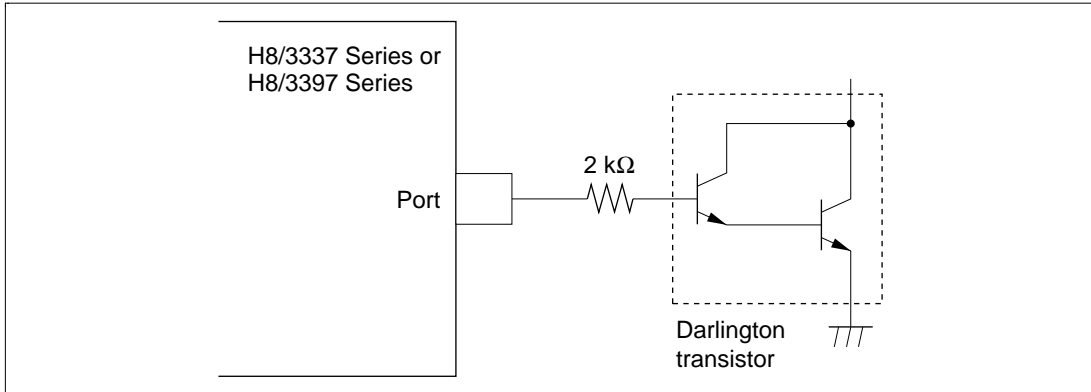 H8/3337 Series or
H8/3397 Series
Port
2 kΩ
Darlington
transistor